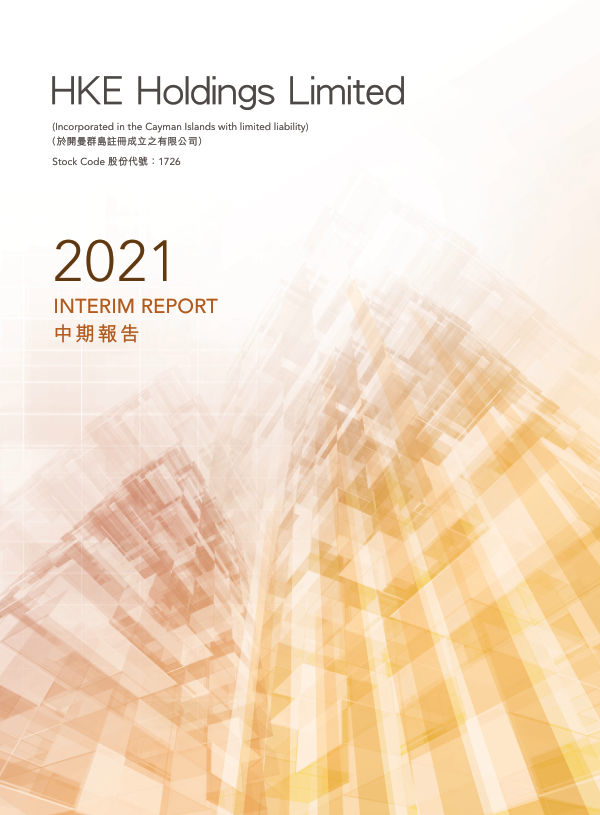 HKE Holdings Limited
(Incorporated in the Cayman Islands with limited liability)
(於開曼群島註冊成立之有限公司)
Stock Code 股份代號：1726
2021
INTERIM REPORT
中期報告